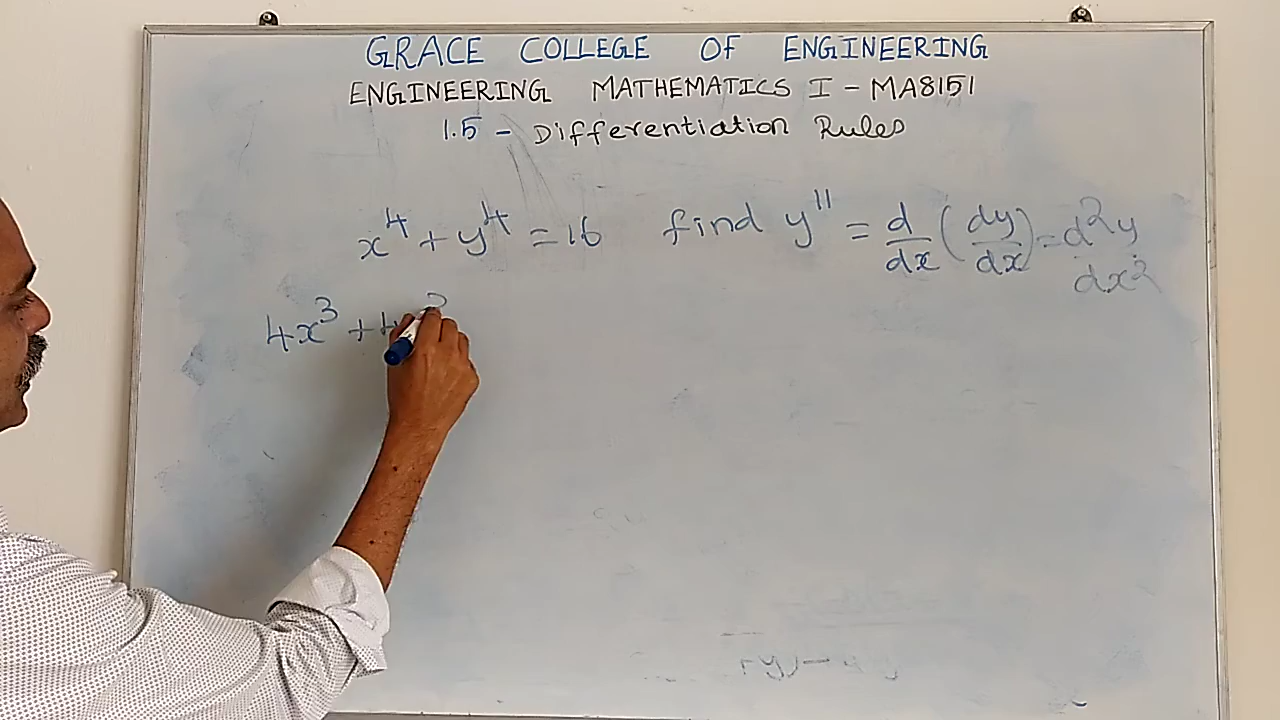 GRACE COLLEGE OF ENGINEERING
ENGINEERING MATHEMATICS I - MA8151
1.5 - Differentiation Rules
x⁴ + y⁴ = 16 find y'' = d/dx (dy/dx) = d²y/dx²
4x³ + 4